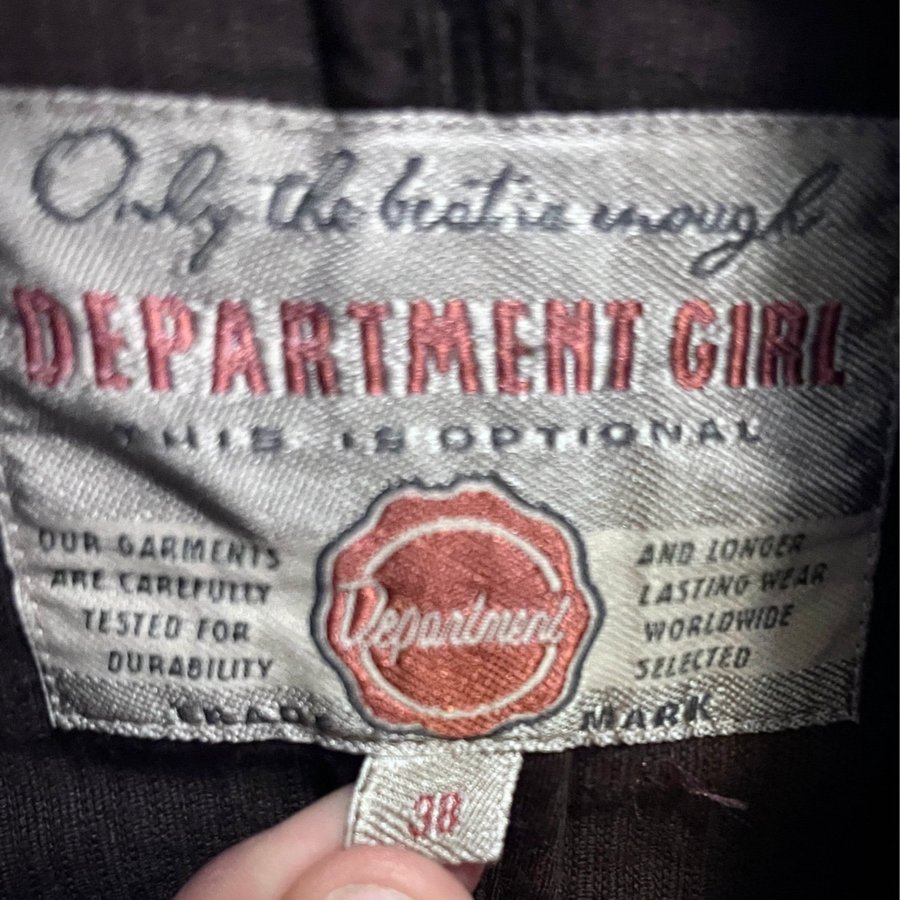 Only the best is enough
DEPARTMENT GIRL
THIS IS OPTIONAL
OUR GARMENTS
ARE CAREFULLY
TESTED FOR
DURABILITY
Department
AND LONGER
LASTING WEAR
WORLDWIDE
SELECTED
TRADE MARK
38